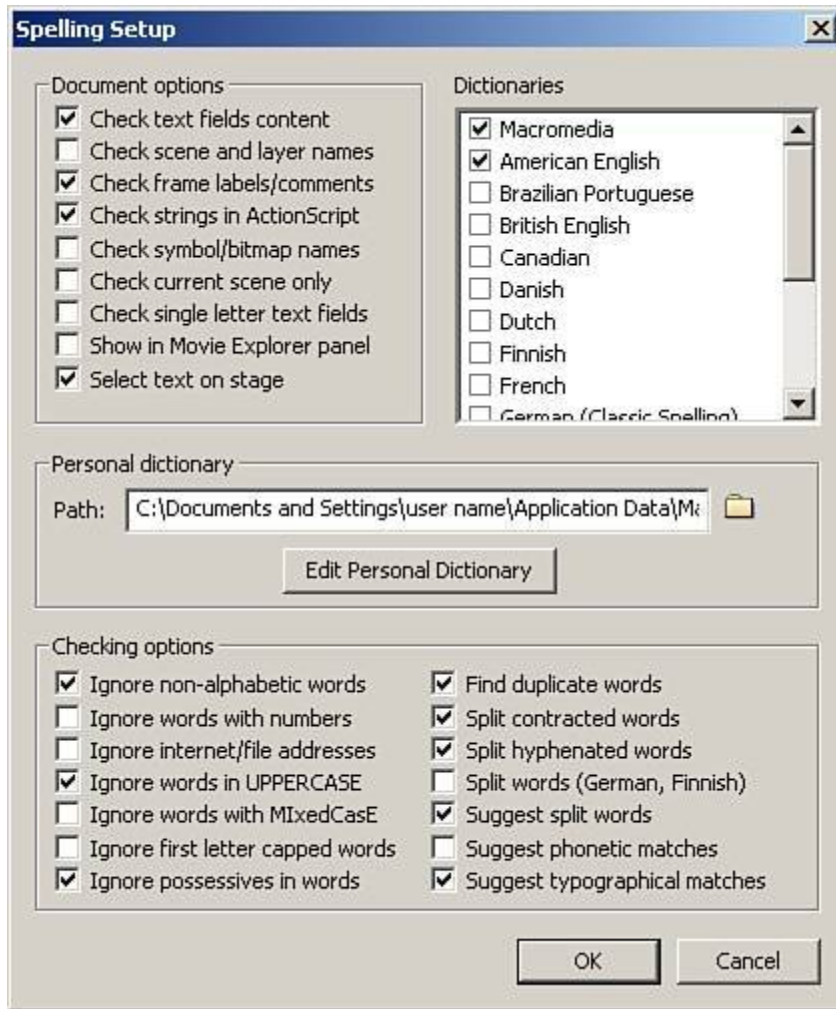 Spelling Setup
Document options
Check text fields content
Check scene and layer names
Check frame labels/comments
Check strings in ActionScript
Check symbol/bitmap names
Check current scene only
Check single letter text fields
Show in Movie Explorer panel
Select text on stage
Dictionaries
Macromedia
American English
Brazilian Portuguese
British English
Canadian
Danish
Dutch
Finnish
French
German (Classic Spelling)
Personal dictionary
Path: C:\Documents and Settings\user name\Application Data\Ma
Edit Personal Dictionary
Checking options
Ignore non-alphabetic words
Ignore words with numbers
Ignore internet/file addresses
Ignore words in UPPERCASE
Ignore words with MIxedCasE
Ignore first letter capped words
Ignore possessives in words
Find duplicate words
Split contracted words
Split hyphenated words
Split words (German, Finnish)
Suggest split words
Suggest phonetic matches
Suggest typographical matches
OK
Cancel